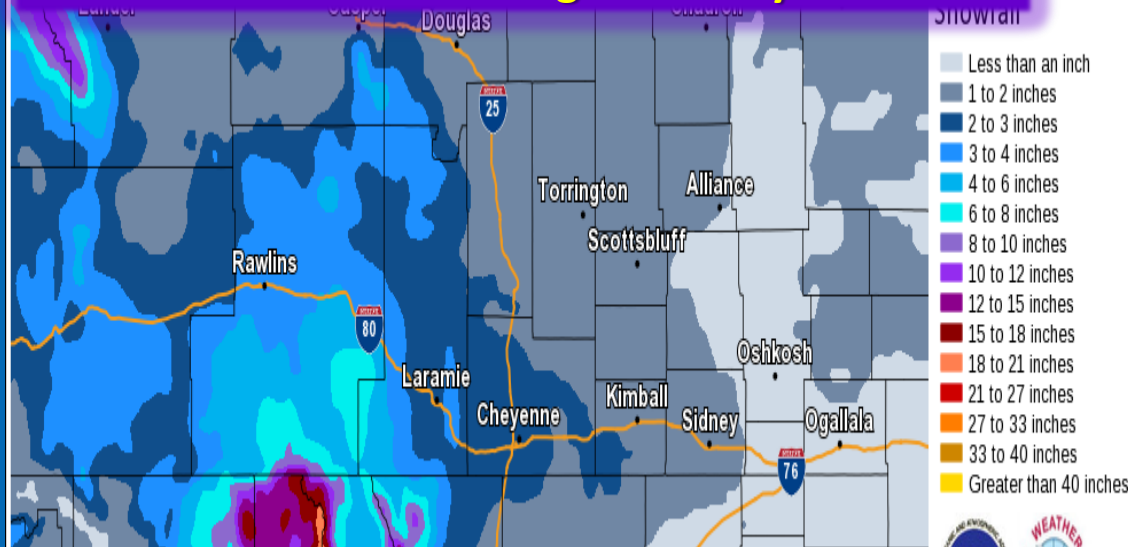 Douglas
Snowfall
Less than an inch
1 to 2 inches
2 to 3 inches
3 to 4 inches
4 to 6 inches
6 to 8 inches
8 to 10 inches
10 to 12 inches
12 to 15 inches
15 to 18 inches
18 to 21 inches
21 to 27 inches
27 to 33 inches
33 to 40 inches
Greater than 40 inches
25
Torrington
Alliance
Scottsbluff
Rawlins
80
Oshkosh
Laramie
Kimball
Cheyenne
Sidney
Ogallala
76
WEATHER